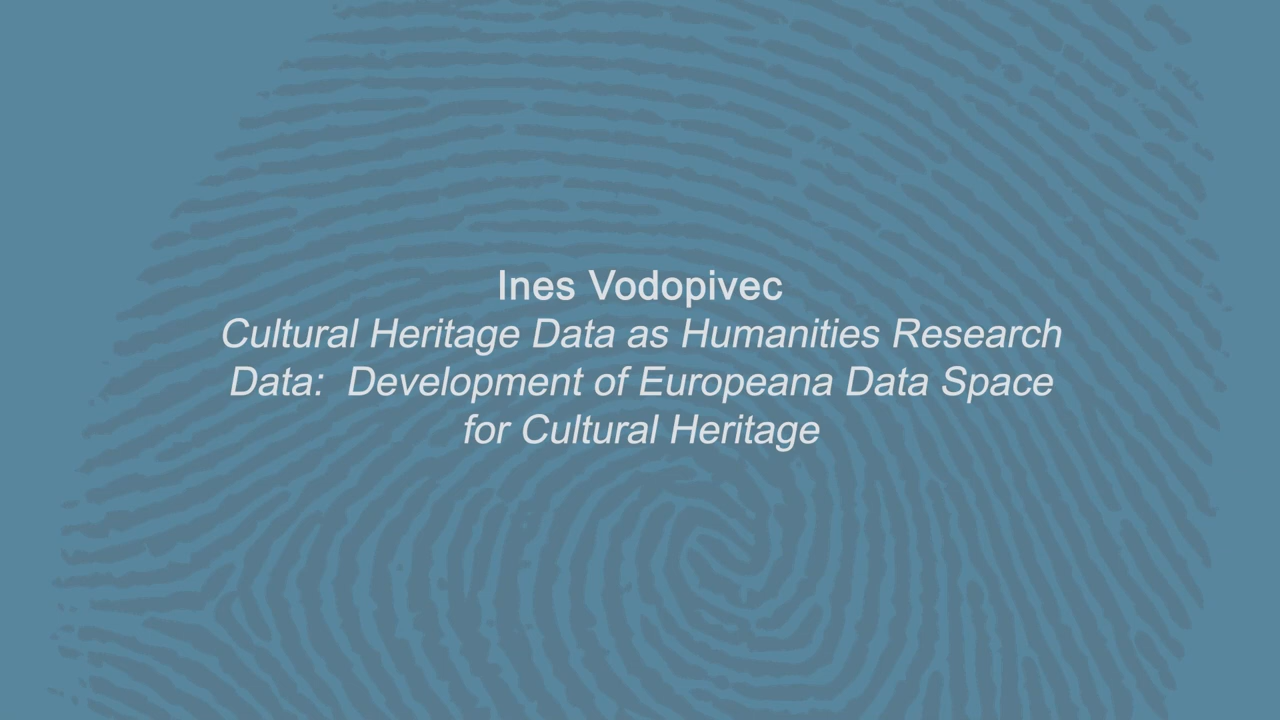 Ines Vodopivec
Cultural Heritage Data as Humanities Research
Data:  Development of Europeana Data Space
for Cultural Heritage